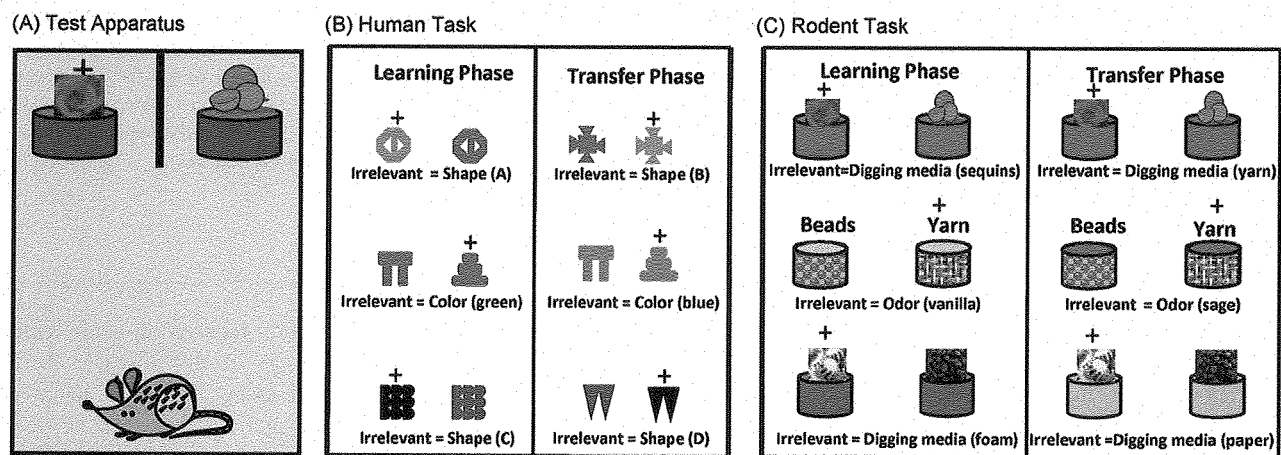 (A) Test Apparatus
+
(B) Human Task
Learning Phase
Transfer Phase
+
+
Irrelevant = Shape (A)
Irrelevant = Shape (B)
+
+
Irrelevant = Color (green)
Irrelevant = Color (blue)
+
+
Irrelevant = Shape (C)
Irrelevant = Shape (D)
(C) Rodent Task
Learning Phase
Transfer Phase
+
+
Irrelevant=Digging media (sequins)
Irrelevant = Digging media (yarn)
+
+
Beads
Yarn
Beads
Yarn
Irrelevant = Odor (vanilla)
Irrelevant = Odor (sage)
+
+
Irrelevant = Digging media (foam)
Irrelevant =Digging media (paper)